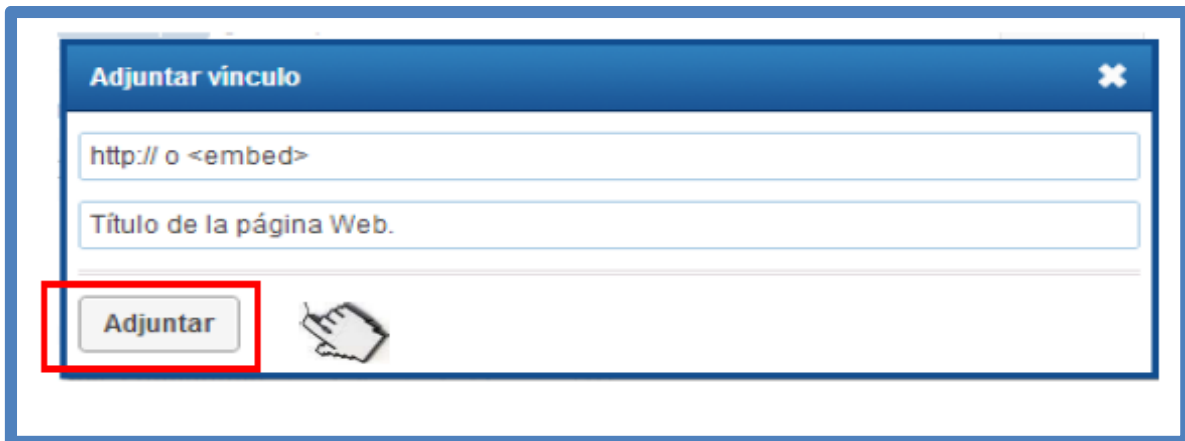 Adjuntar vínculo
http:// o <embed>
Título de la página Web.
Adjuntar